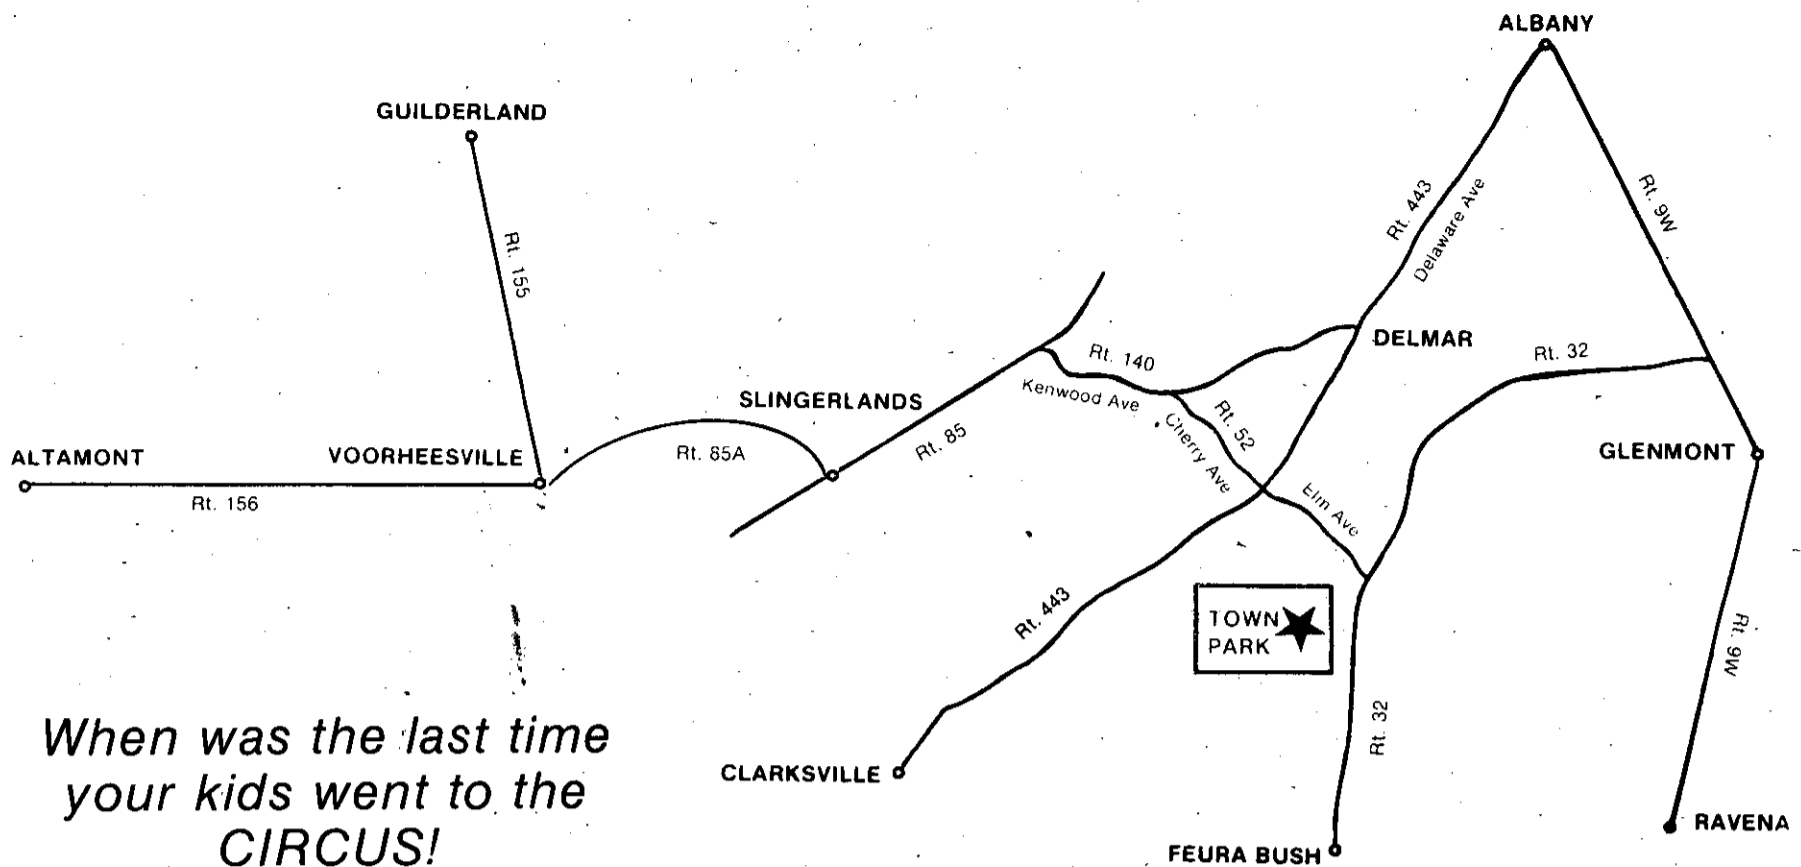 ALBANY
GUILDERLAND
Rt. 155
Rt. 443
Delaware Ave
Rt. 9W
DELMAR
Rt. 32
Rt. 140
Kenwood Ave
SLINGERLANDS
Rt. 52
Cherry Ave
Rt. 85
Rt. 85A
ALTAMONT
VOORHEESVILLE
Rt. 156
GLENMONT
Elm Ave
Rt. 443
TOWN
PARK
Rt. 9W
Rt. 32
When was the last time
your kids went to the
CIRCUS!
CLARKSVILLE
RAVENA
FEURA BUSH